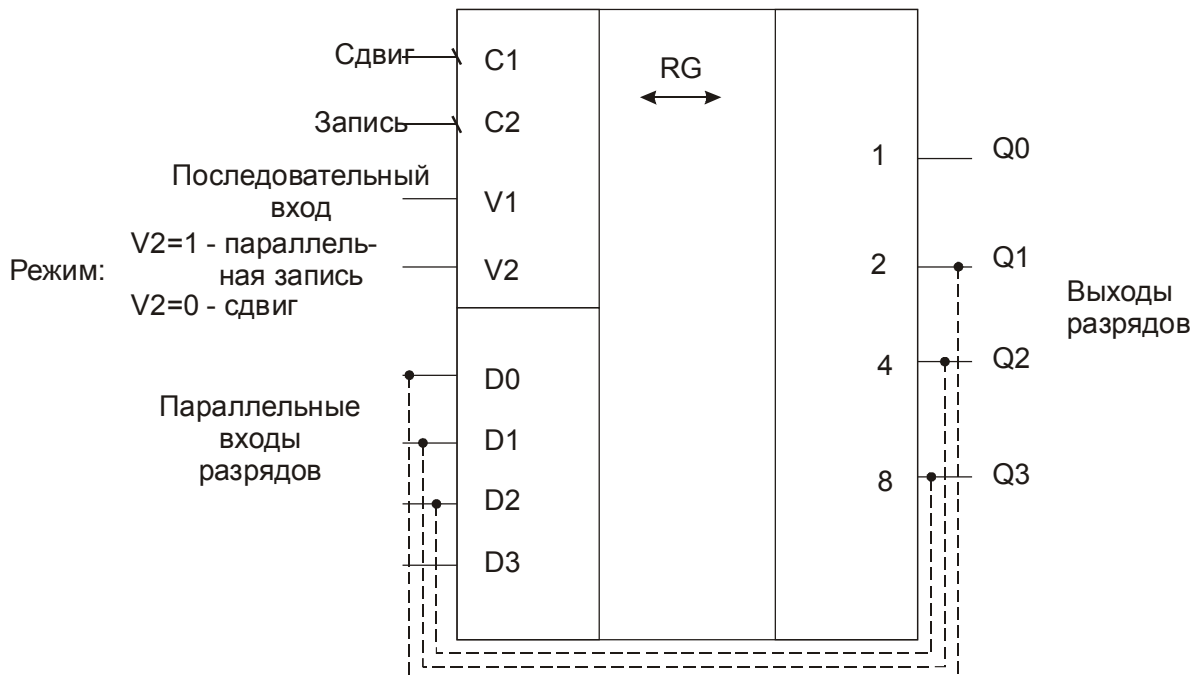 Сдвиг
C1
RG
Запись
C2
1
Q0
Последовательный
вход
V1
V2=1 - параллель-
ная запись
Режим:
V2=0 - сдвиг
V2
2
Q1
Выходы
разрядов
4
Q2
D0
Параллельные
входы
разрядов
D1
8
Q3
D2
D3